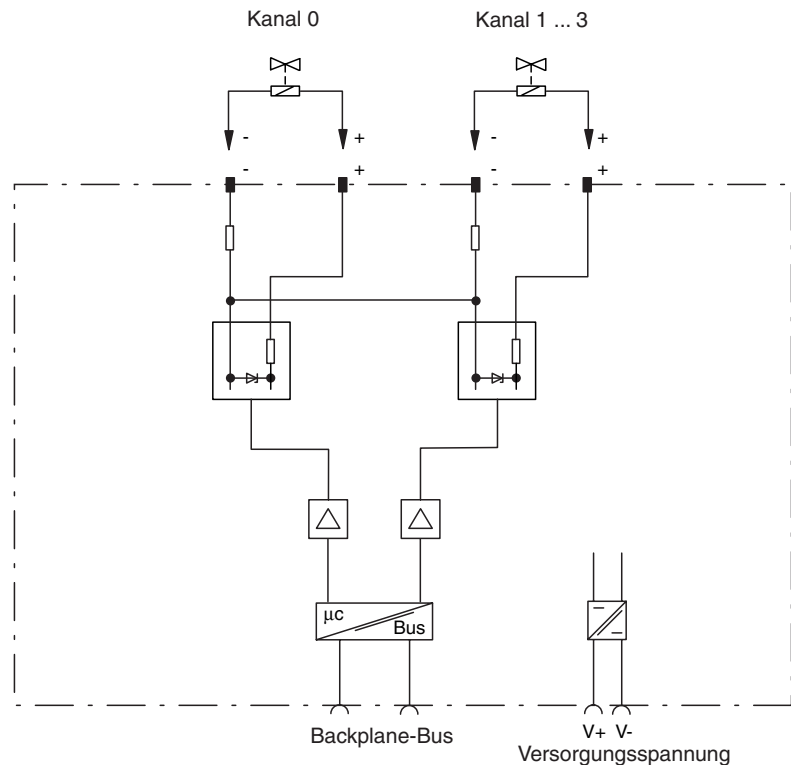 Kanal 0
Kanal 1 ... 3
- +
- +
- +
- +
µc
Bus
Backplane-Bus
V+ V-
Versorgungsspannung